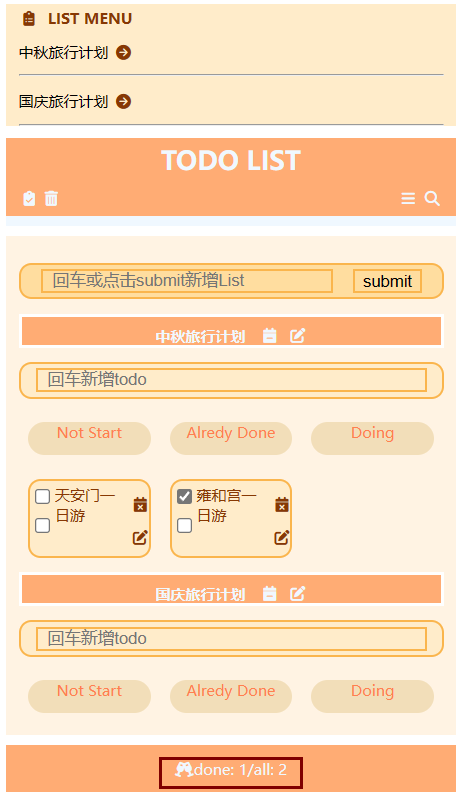 LIST MENU
中秋旅行计划
国庆旅行计划
TODO LIST
回车或点击submit新增List
submit
中秋旅行计划
回车新增todo
Not Start
Alredy Done
Doing
天安门一
日游
雍和宫一
日游
国庆旅行计划
回车新增todo
Not Start
Alredy Done
Doing
done: 1/all: 2